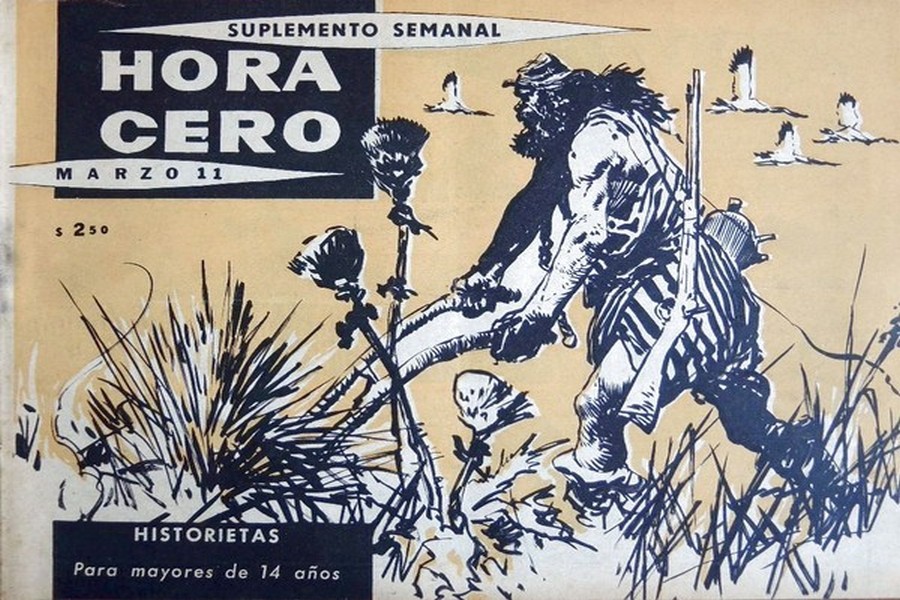 SUPLEMENTO SEMANAL
HORA
CERO
MARZO 11
$ 2 50
HISTORIETAS
Para mayores de 14 años